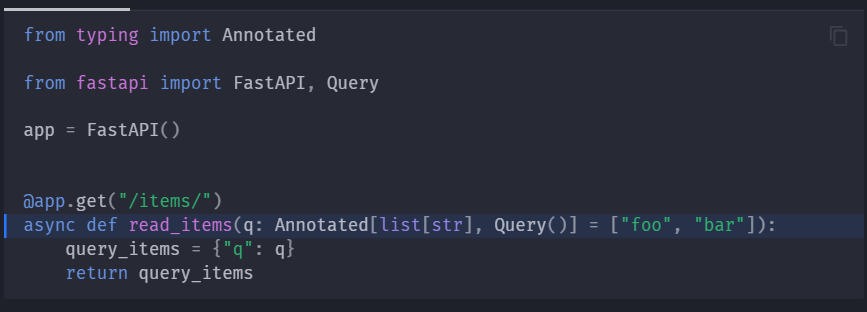 from typing import Annotated
from fastapi import FastAPI, Query
app = FastAPI()
@app.get("/items/")
async def read_items(q: Annotated[list[str], Query()] = ["foo", "bar"]):
    query_items = {"q": q}
    return query_items